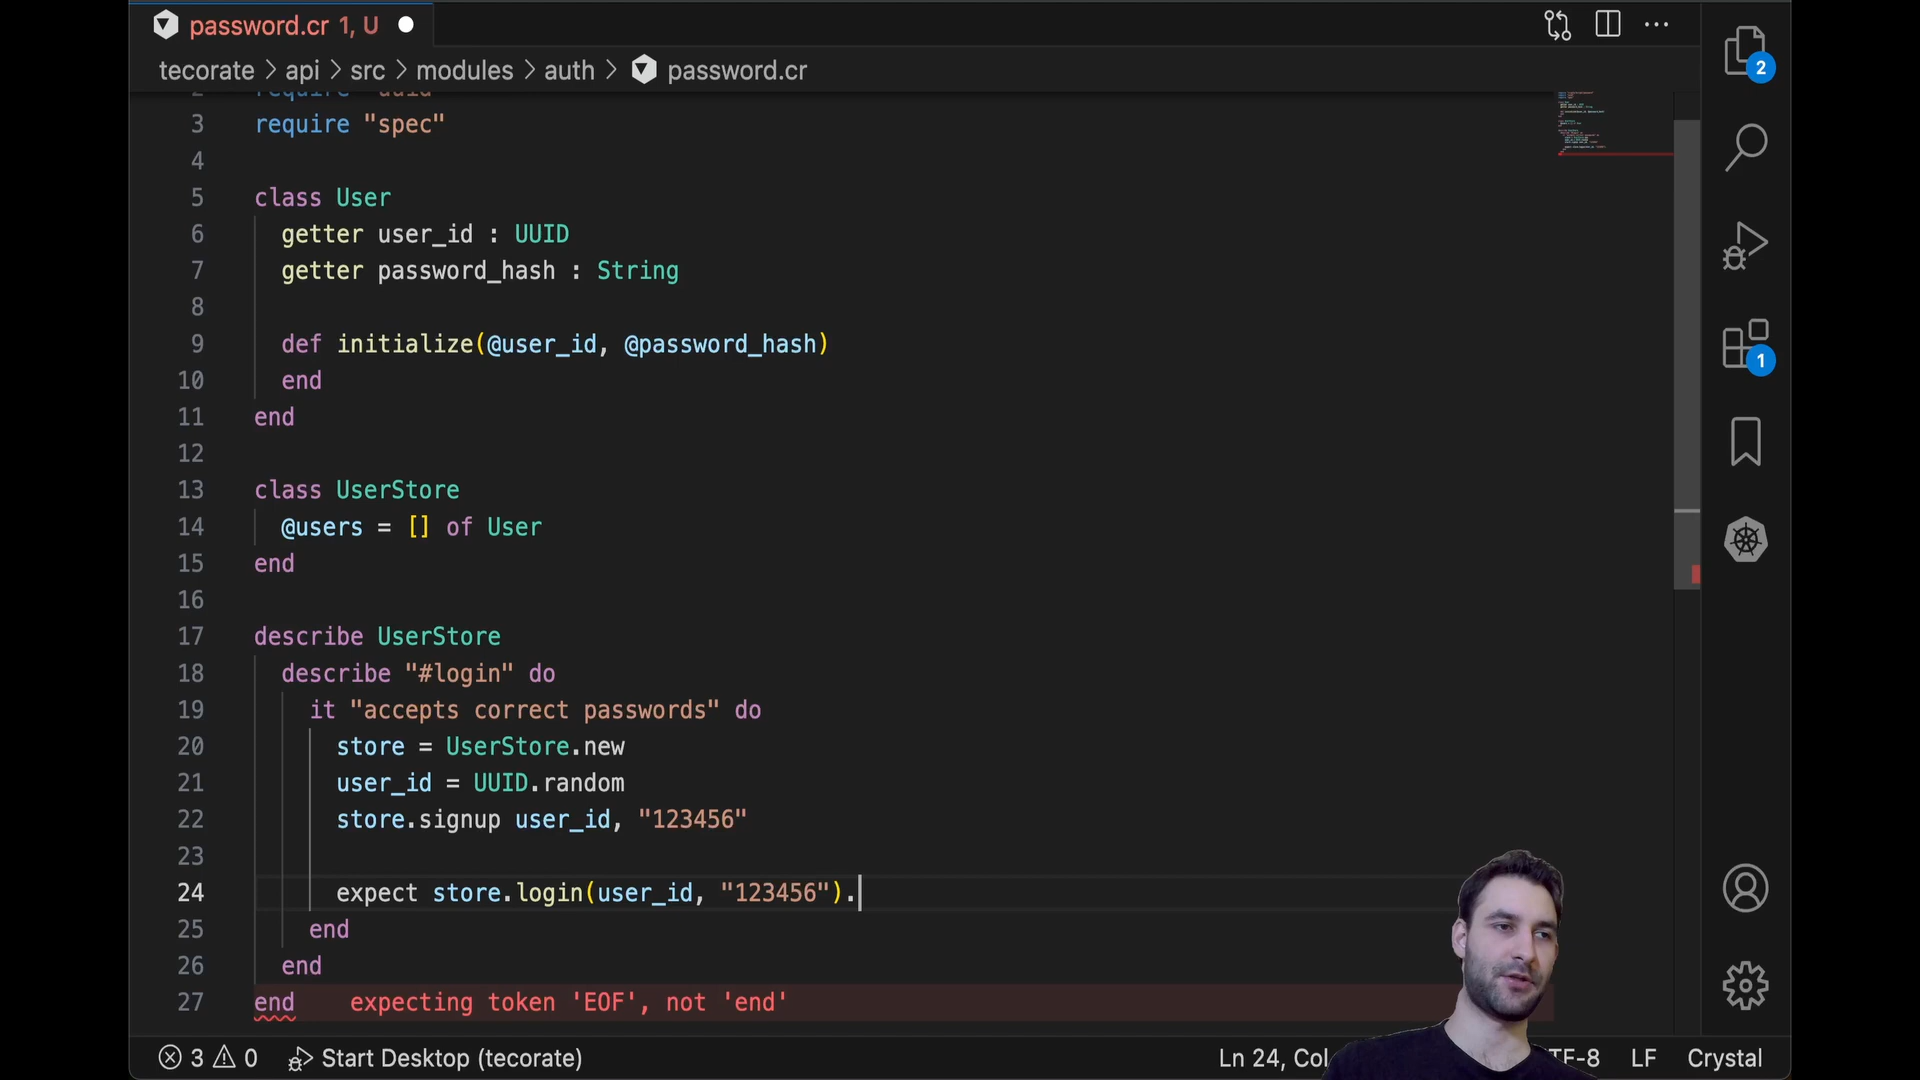 password.cr 1, U
tecorate > api > src > modules > auth > password.cr
2
3 require "spec"
4
5 class User
6 getter user_id : UUID
7 getter password_hash : String
8
9 def initialize(@user_id, @password_hash)
10 end
11 end
12
13 class UserStore
14 @users = [] of User
15 end
16
17 describe UserStore
18 describe "#login" do
19 it "accepts correct passwords" do
20 store = UserStore.new
21 user_id = UUID.random
22 store.signup user_id, "123456"
23
24 expect store.login(user_id, "123456").
25 end
26 end
27 end expecting token 'EOF', not 'end'
2
1
3 0 Start Desktop (tecorate) Ln 24, Col TF-8 LF Crystal